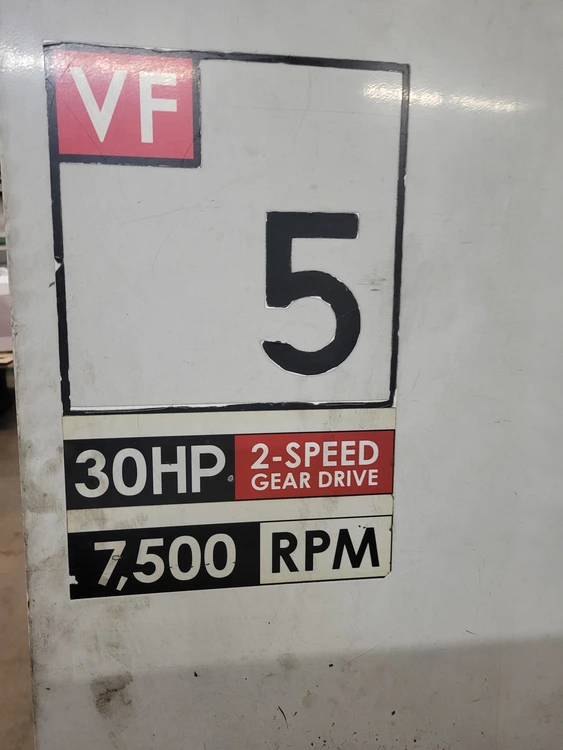 VF
5
30HP 2-SPEED
GEAR DRIVE
7,500 RPM